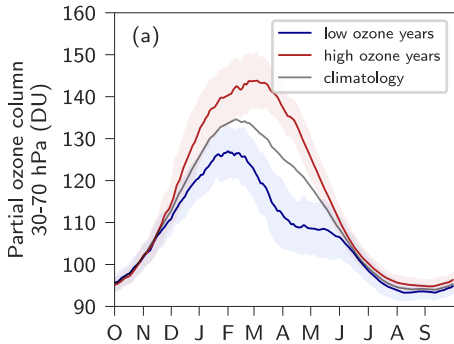 (a)
low ozone years
high ozone years
climatology
Partial ozone column
30-70 hPa (DU)
150
140
130
120
110
100
90
O N D J F M A M J J A S